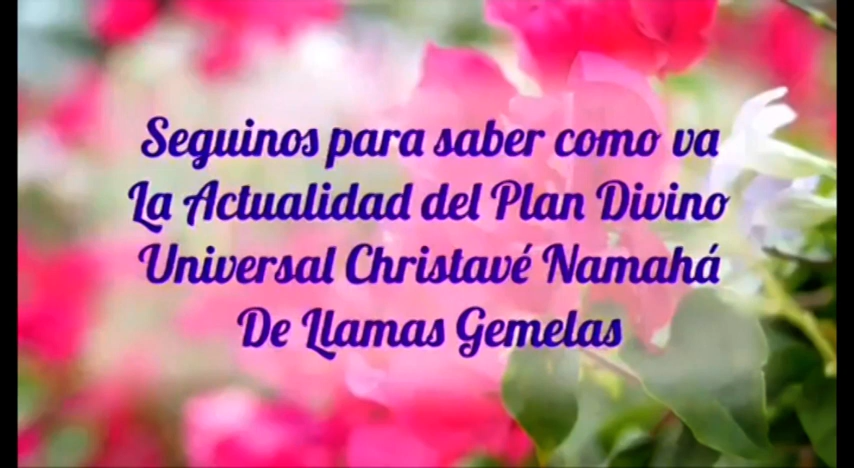 Seguinos para saber como va
La Actualidad del Plan Divino
Universal Christavé Namahá
De Llamas Gemelas